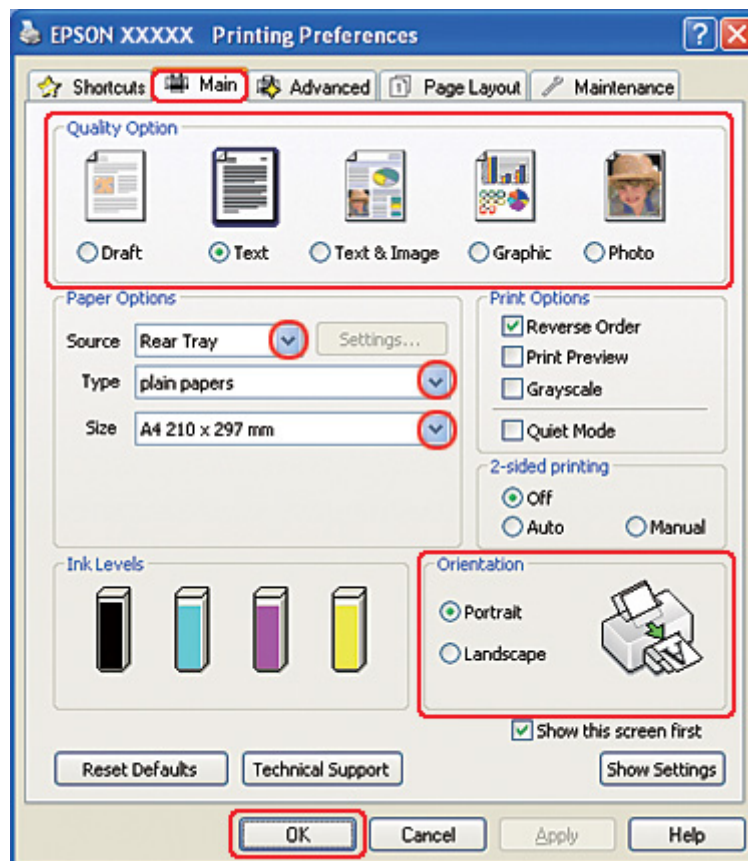 EPSON XXXXX Printing Preferences
Shortcuts Main Advanced Page Layout Maintenance
Quality Option
Draft Text Text & Image Graphic Photo
Paper Options
Source Rear Tray Settings...
Type plain papers
Size A4 210 x 297 mm
Print Options
Reverse Order
Print Preview
Grayscale
Quiet Mode
2-sided printing
Off
Auto Manual
Ink Levels
Orientation
Portrait
Landscape
Show this screen first
Reset Defaults Technical Support Show Settings
OK Cancel Apply Help